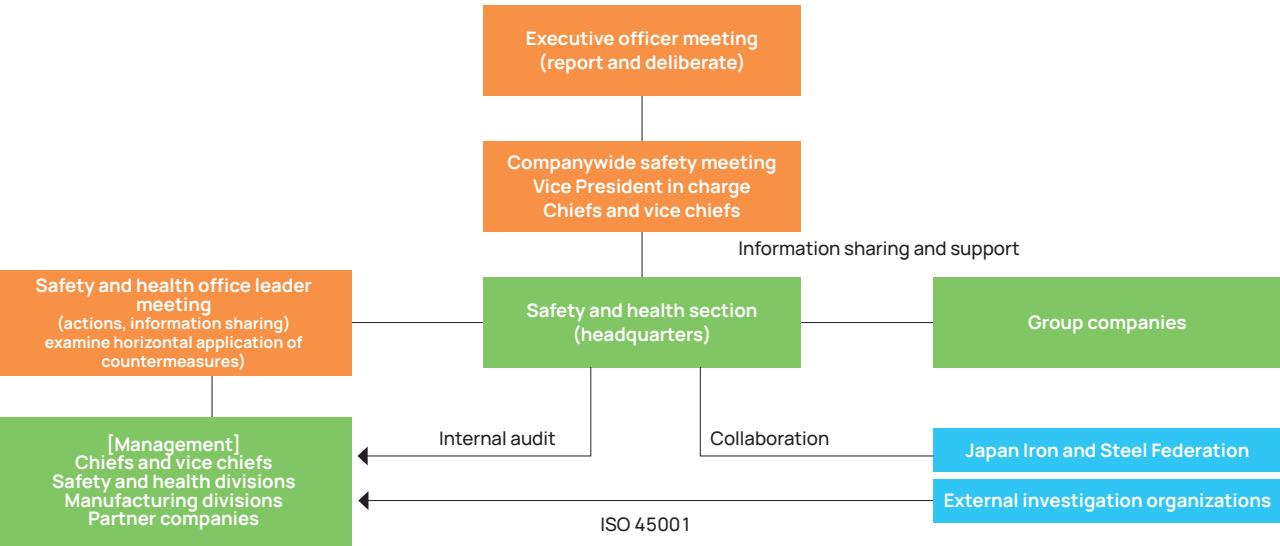 Executive officer meeting
(report and deliberate)
Companywide safety meeting
Vice President in charge
Chiefs and vice chiefs
Information sharing and support
Safety and health office leader
meeting
(actions, information sharing)
examine horizontal application of
countermeasures)
Safety and health section
(headquarters)
Group companies
[Management]
Chiefs and vice chiefs
Safety and health divisions
Manufacturing divisions
Partner companies
Internal audit
Collaboration
Japan Iron and Steel Federation
External investigation organizations
ISO 45001